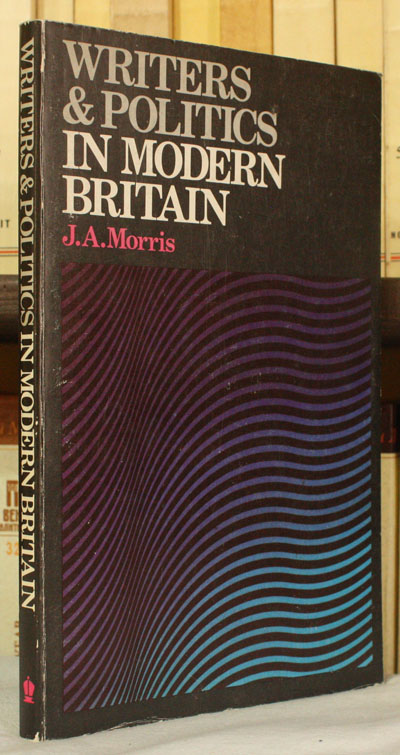 WRITERS
& POLITICS
IN MODERN
BRITAIN
J.A.Morris
WRITERS & POLITICS IN MODERN BRITAIN